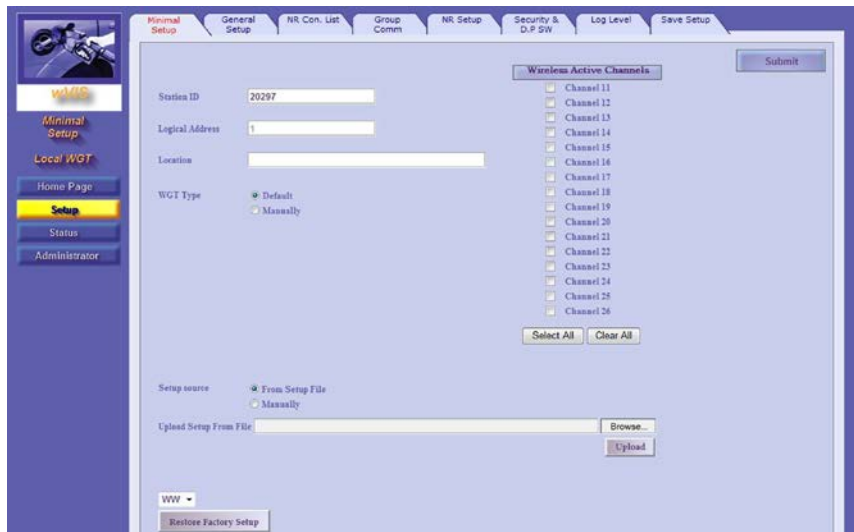 Minimal Setup
General Setup
NR Con. List
Group Comm
NR Setup
Security & D.P SW
Log Level
Save Setup
Submit
wVIS
Minimal Setup
Local WGT
Home Page
Setup
Status
Administrator
Station ID
20297
Logical Address
1
Location
WGT Type
Default
Manually
Wireless Active Channels
Channel 11
Channel 12
Channel 13
Channel 14
Channel 15
Channel 16
Channel 17
Channel 18
Channel 19
Channel 20
Channel 21
Channel 22
Channel 23
Channel 24
Channel 25
Channel 26
Select All
Clear All
Setup source
From Setup File
Manually
Upload Setup From File
Browse...
Upload
WW
Restore Factory Setup